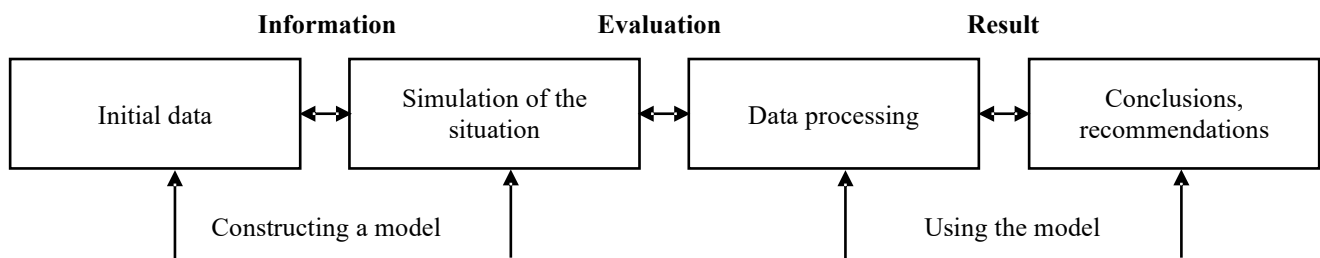 Information
Evaluation
Result
Initial data
Simulation of the
situation
Data processing
Conclusions,
recommendations
Constructing a model
Using the model